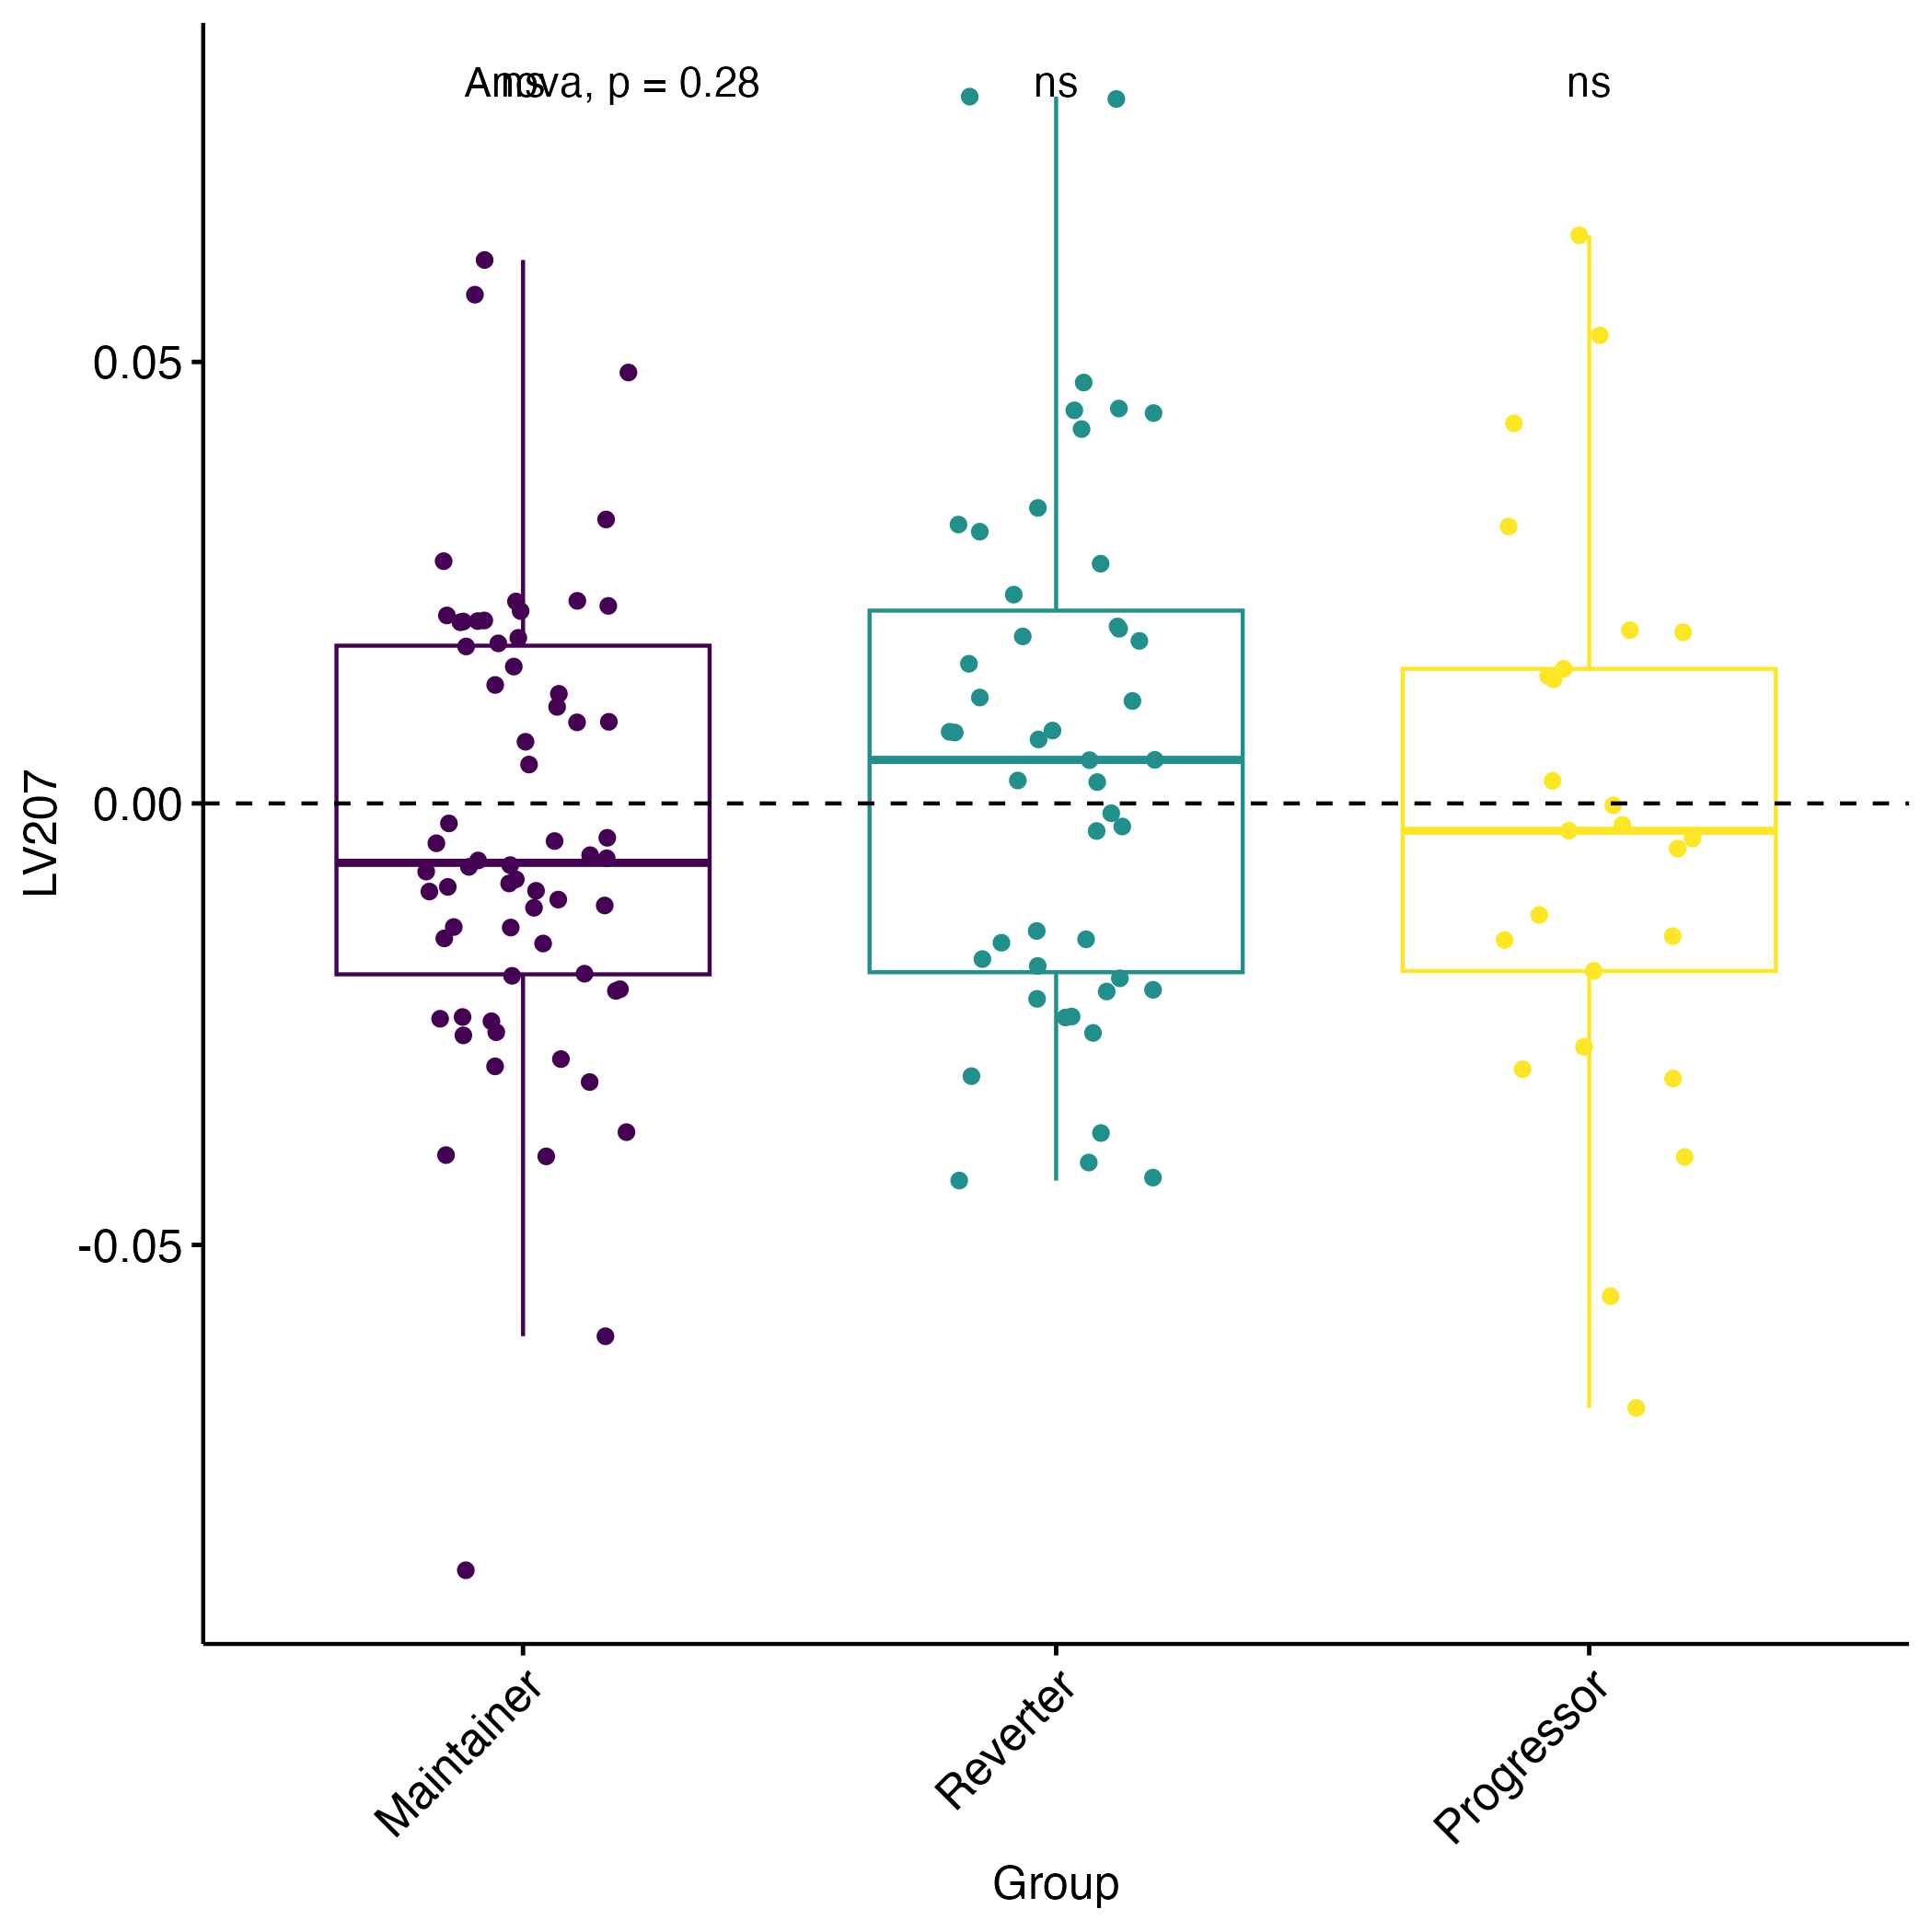 Anova, p = 0.28
ns
ns
ns
0.05
0.00
-0.05
LV207
Maintainer
Reverter
Progressor
Group